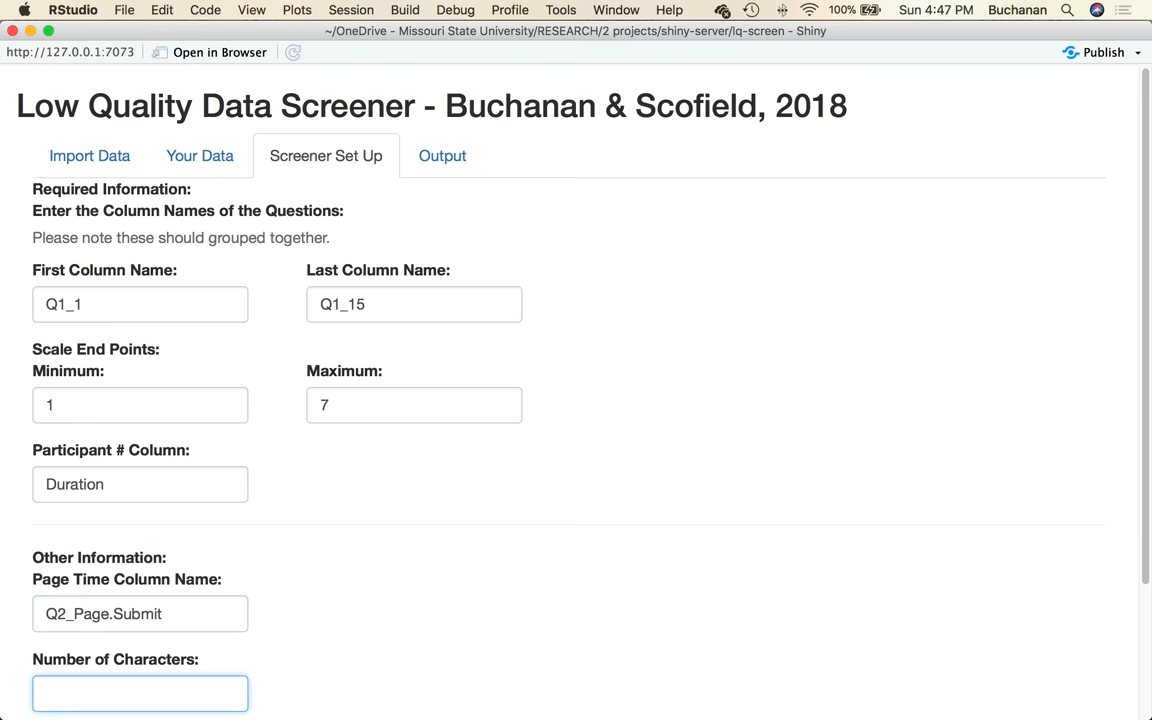 RStudio File Edit Code View Plots Session Build Debug Profile Tools Window Help 100% Sun 4:47 PM Buchanan
~/OneDrive - Missouri State University/RESEARCH/2 projects/shiny-server/lq-screen - Shiny
http://127.0.0.1:7073 Open in Browser Publish
Low Quality Data Screener - Buchanan & Scofield, 2018
Import Data Your Data Screener Set Up Output
Required Information:
Enter the Column Names of the Questions:
Please note these should grouped together.
First Column Name: Last Column Name:
Q1_1 Q1_15
Scale End Points:
Minimum: Maximum:
1 7
Participant # Column:
Duration
Other Information:
Page Time Column Name:
Q2_Page.Submit
Number of Characters: